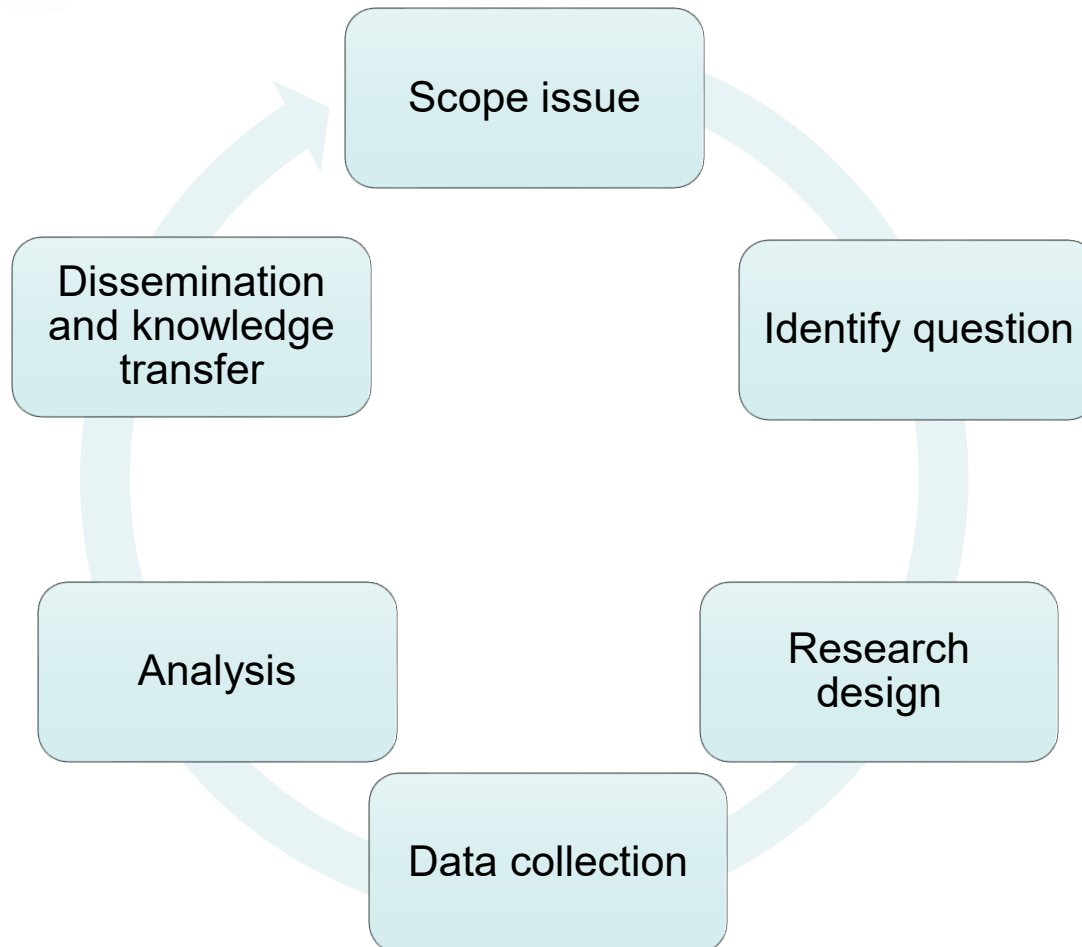 Scope issue
Identify question
Research
design
Data collection
Analysis
Dissemination
and knowledge
transfer